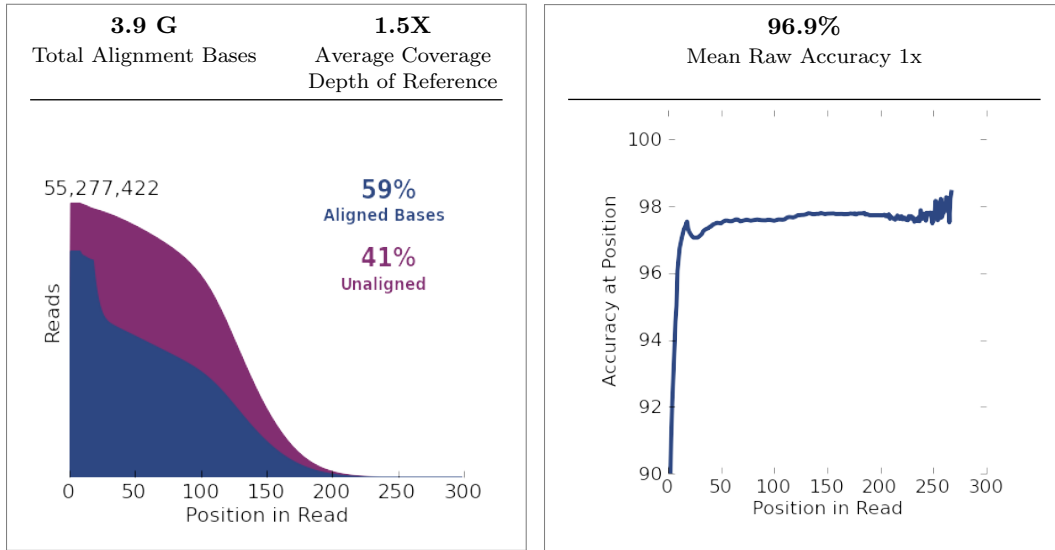 3.9 G
Total Alignment Bases
1.5X
Average Coverage
Depth of Reference
55,277,422
59%
Aligned Bases
41%
Unaligned
Reads
0 50 100 150 200 250 300
Position in Read
96.9%
Mean Raw Accuracy 1x
100
98
96
94
92
90
Accuracy at Position
0 50 100 150 200 250 300
Position in Read